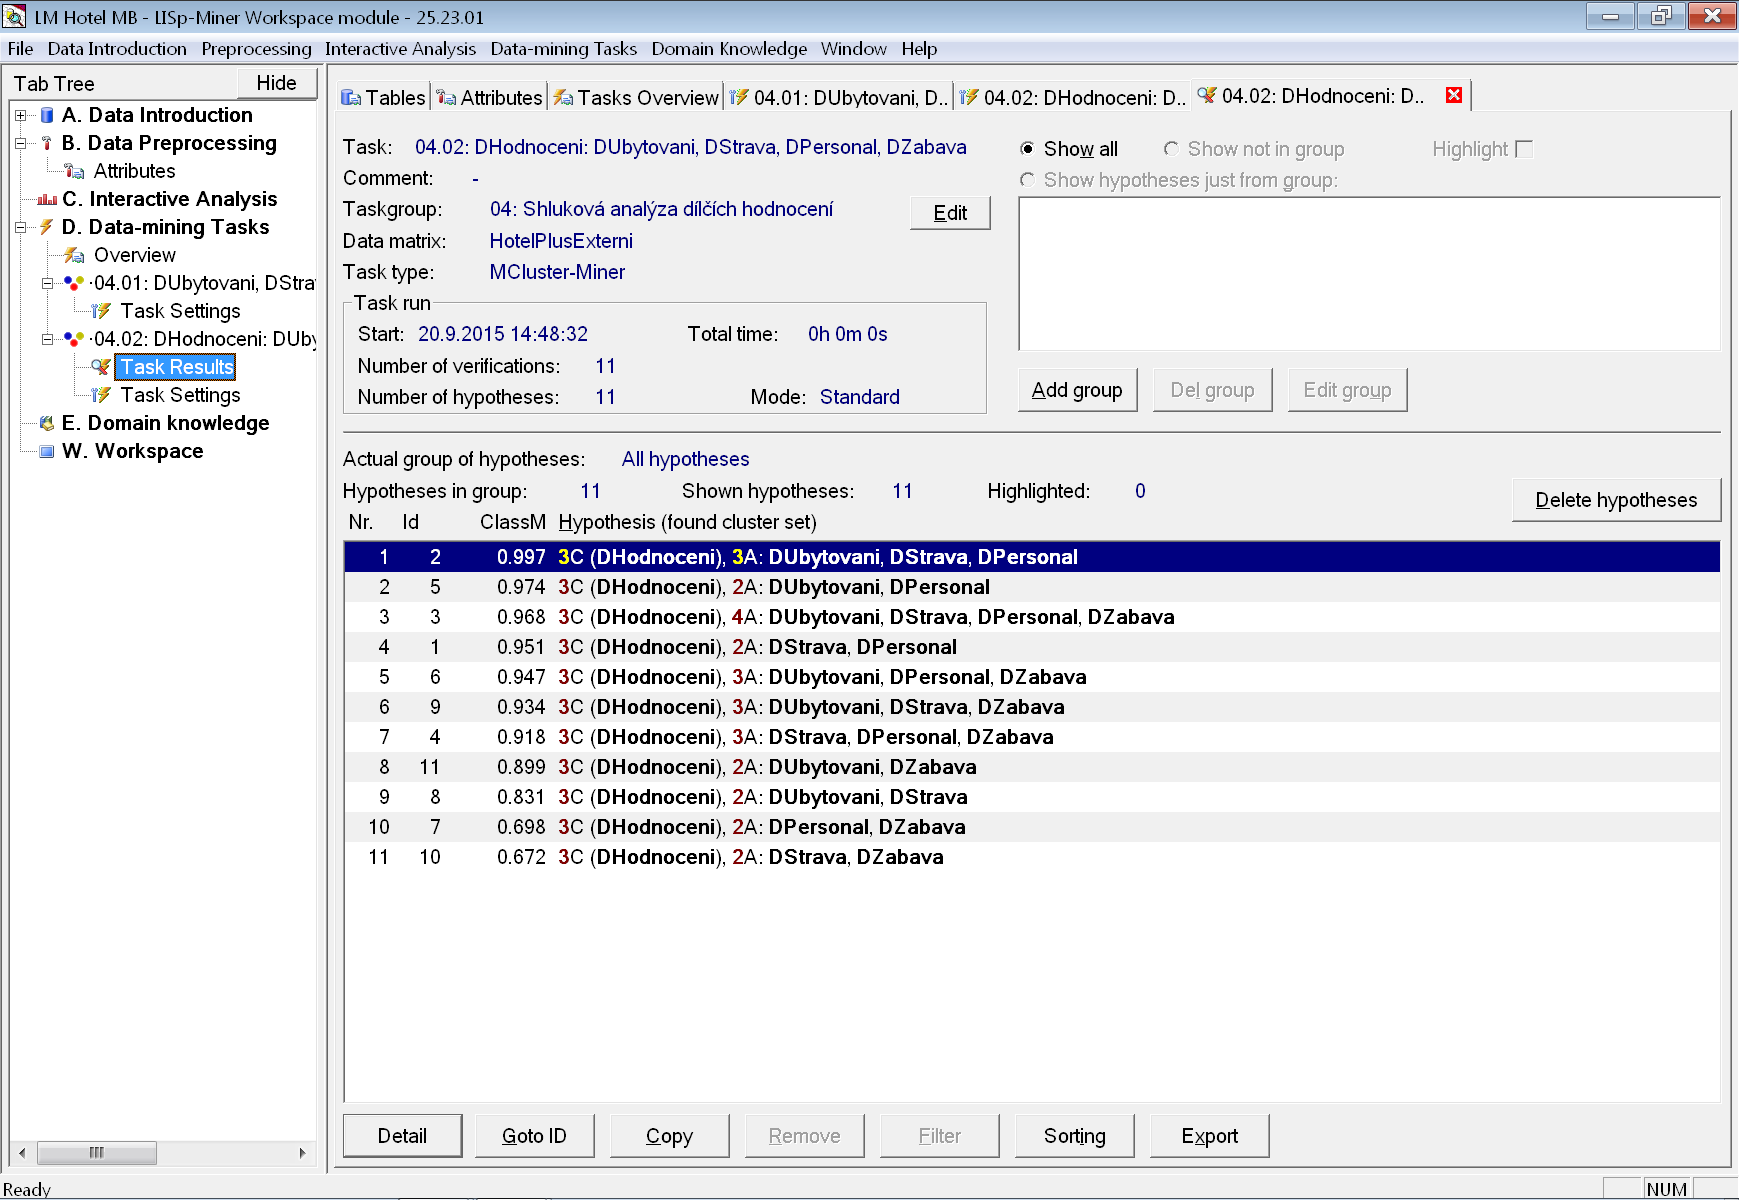 LM Hotel MB - LISp-Miner Workspace module - 25.23.01
File Data Introduction Preprocessing Interactive Analysis Data-mining Tasks Domain Knowledge Window Help
Tab Tree Hide
A. Data Introduction
B. Data Preprocessing
Attributes
C. Interactive Analysis
D. Data-mining Tasks
Overview
·04.01: DUbytovani, DStra
Task Settings
·04.02: DHodnoceni: DUby
Task Results
Task Settings
E. Domain knowledge
W. Workspace
Tables Attributes Tasks Overview 04.01: DUbytovani, D.. 04.02: DHodnoceni: D.. 04.02: DHodnoceni: D..
Task: 04.02: DHodnoceni: DUbytovani, DStrava, DPersonal, DZabava
Comment: -
Taskgroup: 04: Shluková analýza dílčích hodnocení
Edit
Data matrix: HotelPlusExterni
Task type: MCluster-Miner
Task run
Start: 20.9.2015 14:48:32 Total time: 0h 0m 0s
Number of verifications: 11
Number of hypotheses: 11 Mode: Standard
Show all Show not in group Highlight
Show hypotheses just from group:
Add group Del group Edit group
Actual group of hypotheses: All hypotheses
Hypotheses in group: 11 Shown hypotheses: 11 Highlighted: 0
Delete hypotheses
Nr. Id ClassM Hypothesis (found cluster set)
1 2 0.997 3C (DHodnoceni), 3A: DUbytovani, DStrava, DPersonal
2 5 0.974 3C (DHodnoceni), 2A: DUbytovani, DPersonal
3 3 0.968 3C (DHodnoceni), 4A: DUbytovani, DStrava, DPersonal, DZabava
4 1 0.951 3C (DHodnoceni), 2A: DStrava, DPersonal
5 6 0.947 3C (DHodnoceni), 3A: DUbytovani, DPersonal, DZabava
6 9 0.934 3C (DHodnoceni), 3A: DUbytovani, DStrava, DZabava
7 4 0.918 3C (DHodnoceni), 3A: DStrava, DPersonal, DZabava
8 11 0.899 3C (DHodnoceni), 2A: DUbytovani, DZabava
9 8 0.831 3C (DHodnoceni), 2A: DUbytovani, DStrava
10 7 0.698 3C (DHodnoceni), 2A: DPersonal, DZabava
11 10 0.672 3C (DHodnoceni), 2A: DStrava, DZabava
Detail Goto ID Copy Remove Filter Sorting Export
Ready NUM